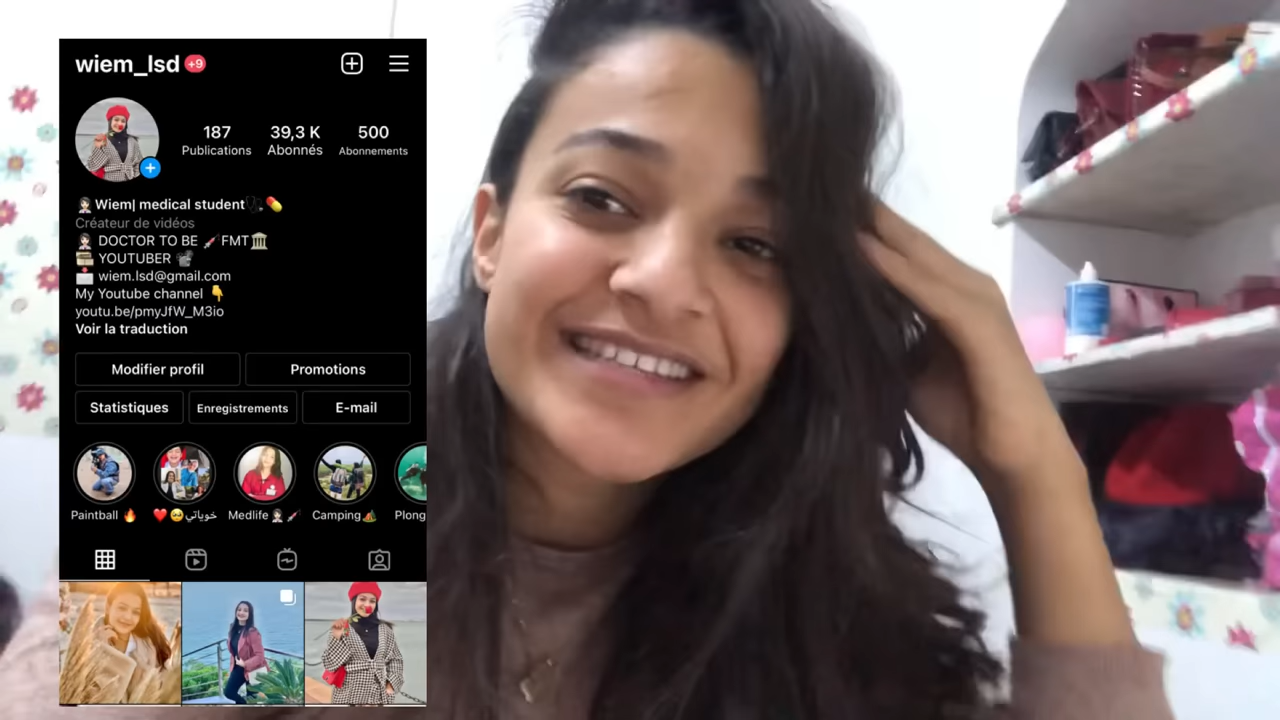 wiem_lsd +9
187 39,3 K 500
Publications Abonnés Abonnements
Wiem| medical student🩺💊
Créateur de vidéos
DOCTOR TO BE 💉FMT🏛
YOUTUBER 📽
wiem.lsd@gmail.com
My Youtube channel 👇
youtu.be/pmyJfW_M3io
Voir la traduction
Modifier profil Promotions
Statistiques Enregistrements E-mail
Paintball 🔥 ❤️🥺خوياتي Medlife 💉 Camping🏕 Plong